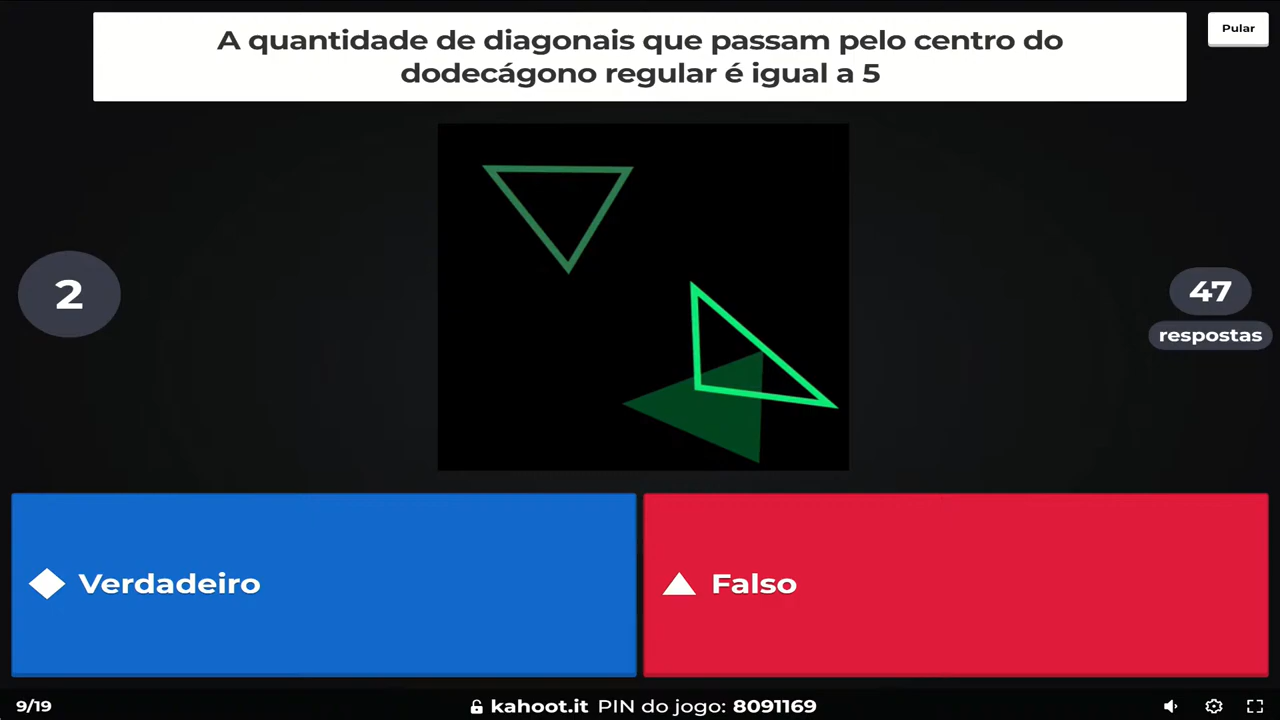 A quantidade de diagonais que passam pelo centro do
dodecágono regular é igual a 5
Pular
2
47
respostas
Verdadeiro
Falso
9/19
kahoot.it PIN do jogo: 8091169